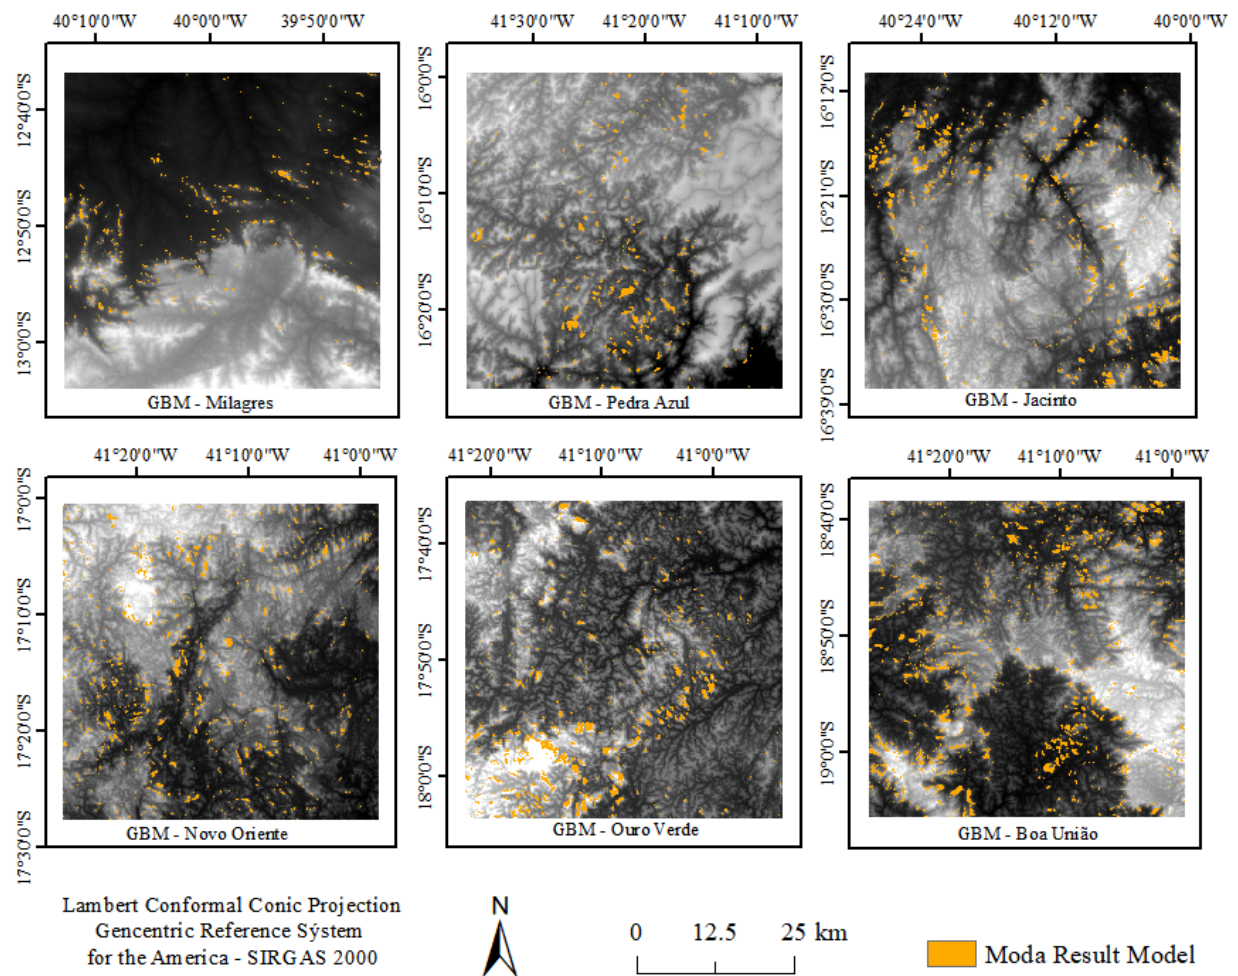 40°10'0"W 40°0'0"W 39°50'0"W
12°40'0"S
12°50'0"S
13°0'0"S
GBM - Milagres
41°30'0"W 41°20'0"W 41°10'0"W
16°0'0"S
16°10'0"S
16°20'0"S
GBM - Pedra Azul
40°24'0"W 40°12'0"W 40°0'0"W
16°12'0"S
16°21'0"S
16°30'0"S
16°39'0"S
GBM - Jacinto
41°20'0"W 41°10'0"W 41°0'0"W
17°0'0"S
17°10'0"S
17°20'0"S
17°30'0"S
GBM - Novo Oriente
41°20'0"W 41°10'0"W 41°0'0"W
17°40'0"S
17°50'0"S
18°0'0"S
GBM - Ouro Verde
41°20'0"W 41°10'0"W 41°0'0"W
18°40'0"S
18°50'0"S
19°0'0"S
GBM - Boa União
Lambert Conformal Conic Projection
Gencentric Reference Sýstem
for the America - SIRGAS 2000
N
0 12.5 25 km
Moda Result Model